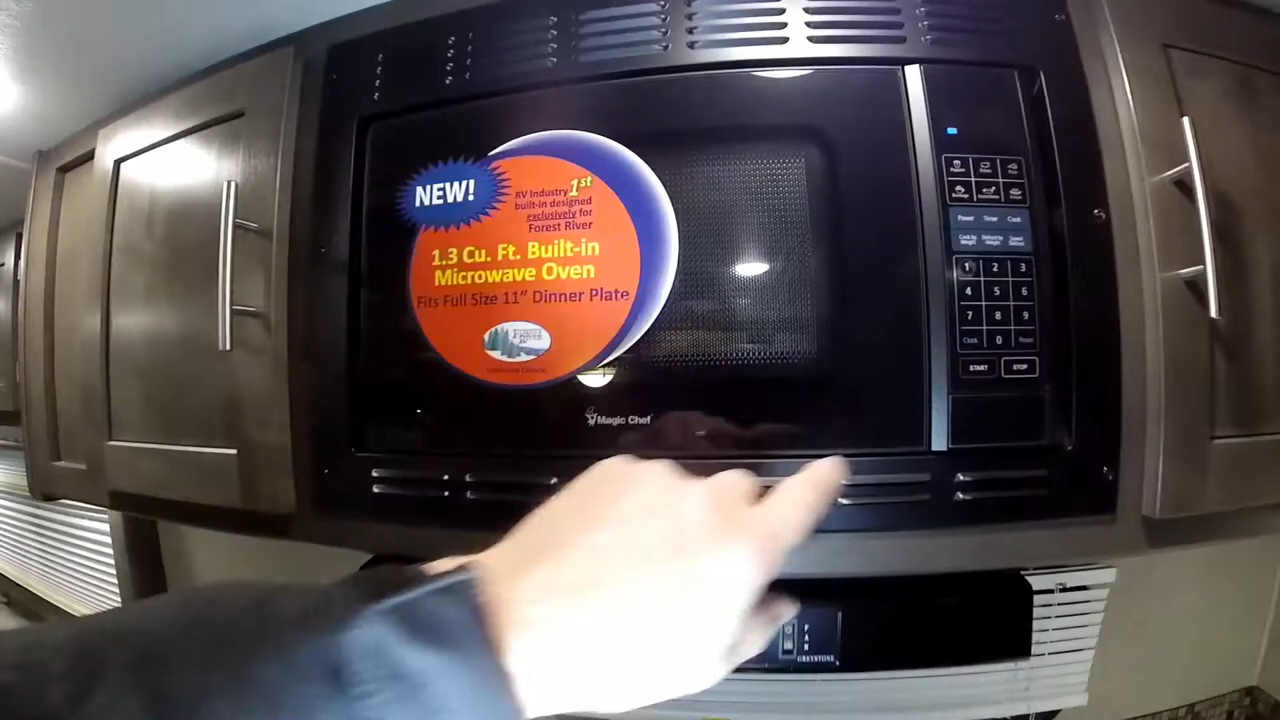 NEW!
RV Industry 1st
built-in designed
exclusively for
Forest River
1.3 Cu. Ft. Built-in
Microwave Oven
Fits Full Size 11” Dinner Plate
Magic Chef
Power Timer Cook
1 2 3
4 5 6
7 8 9
Clock 0 Reset
START STOP
FAN
GREYSTONE